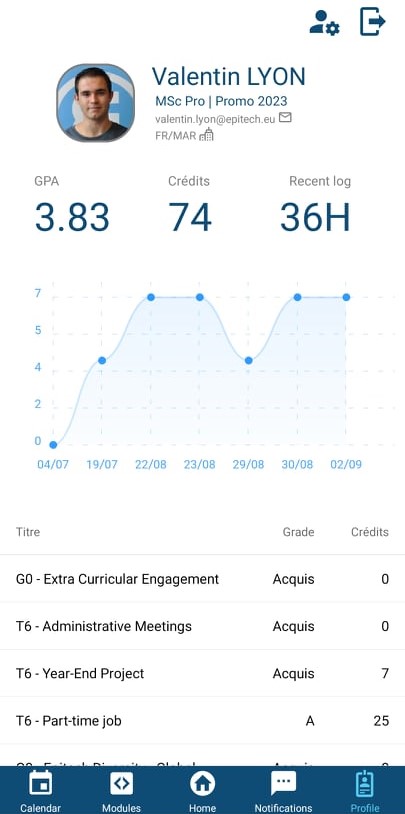 Valentin LYON
MSc Pro | Promo 2023
valentin.lyon@epitech.eu
FR/MAR
GPA Crédits Recent log
3.83 74 36H
7
5
4
2
0
04/07 19/07 22/08 23/08 29/08 30/08 02/09
Titre Grade Crédits
G0 - Extra Curricular Engagement Acquis 0
T6 - Administrative Meetings Acquis 0
T6 - Year-End Project Acquis 7
T6 - Part-time job A 25
Calendar Modules Home Notifications Profile